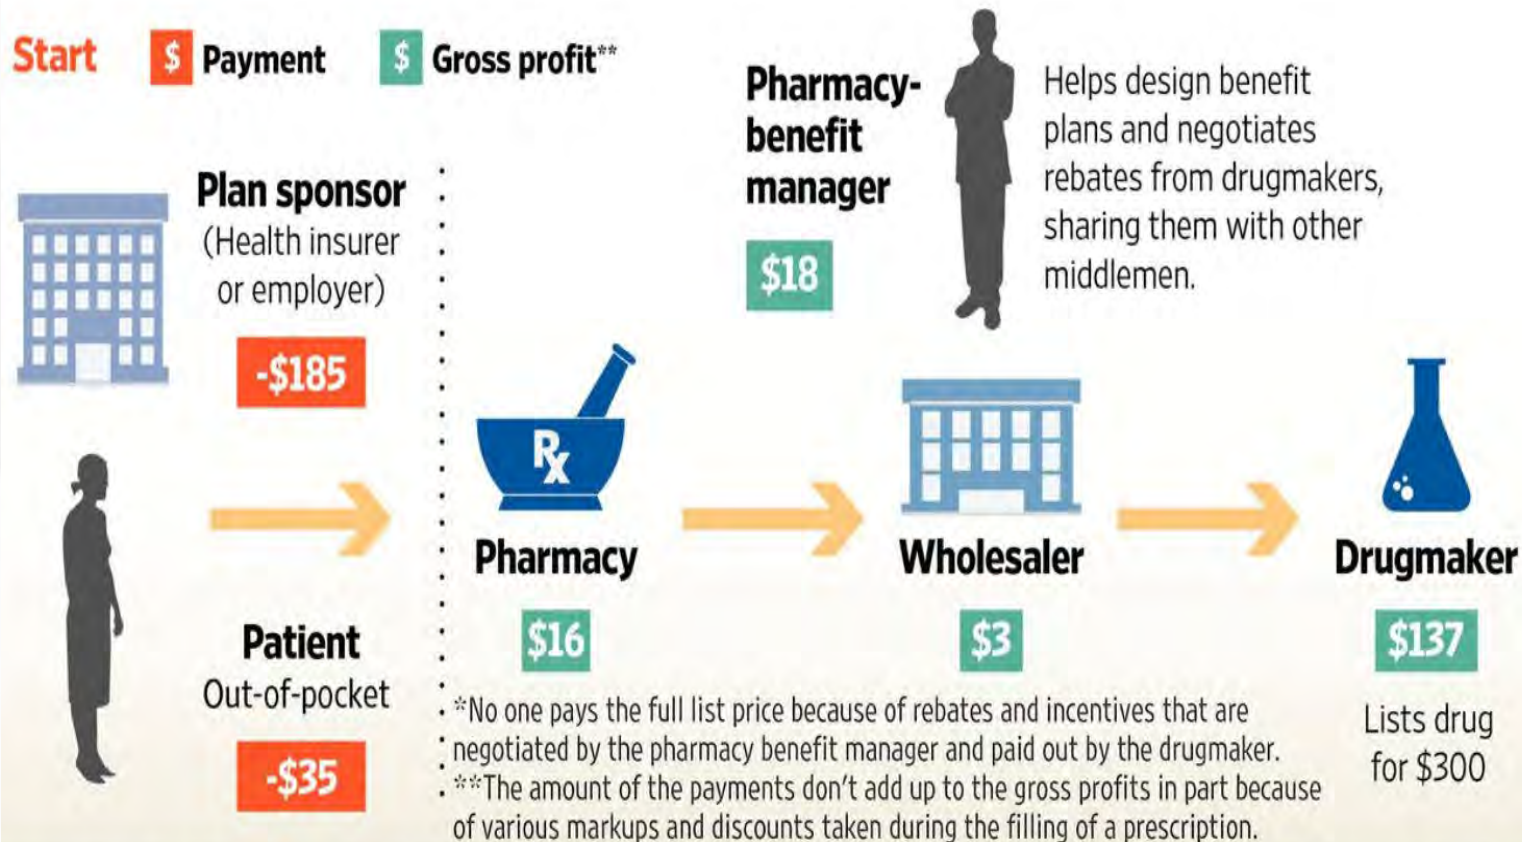 Start
$ Payment
$ Gross profit**
Plan sponsor
(Health insurer
or employer)
-$185
Patient
Out-of-pocket
-$35
Pharmacy-
benefit
manager
$18
Helps design benefit
plans and negotiates
rebates from drugmakers,
sharing them with other
middlemen.
Rx
Pharmacy
$16
Wholesaler
$3
Drugmaker
$137
Lists drug
for $300
*No one pays the full list price because of rebates and incentives that are
negotiated by the pharmacy benefit manager and paid out by the drugmaker.
**The amount of the payments don't add up to the gross profits in part because
of various markups and discounts taken during the filling of a prescription.